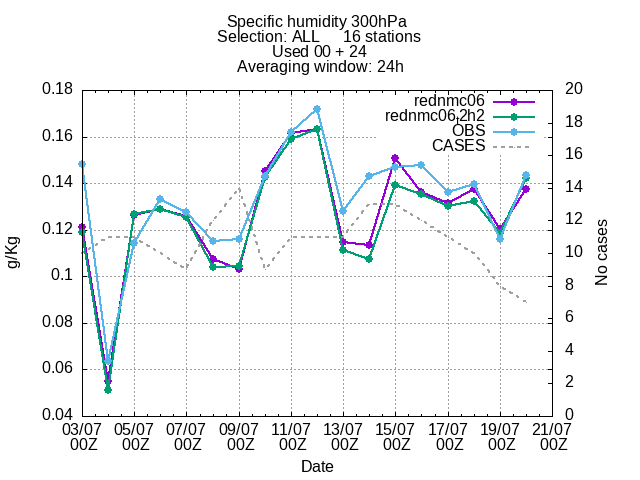 Specific humidity 300hPa
Selection: ALL 16 stations
Used 00 + 24
Averaging window: 24h
0.18
0.16
0.14
0.12
0.1
0.08
0.06
0.04
g/Kg
rednmc06
rednmc06,2h2
OBS
CASES
20
18
16
14
12
10
8
6
4
2
0
No cases
03/07 05/07 07/07 09/07 11/07 13/07 15/07 17/07 19/07 21/07
00Z 00Z 00Z 00Z 00Z 00Z 00Z 00Z 00Z 00Z
Date